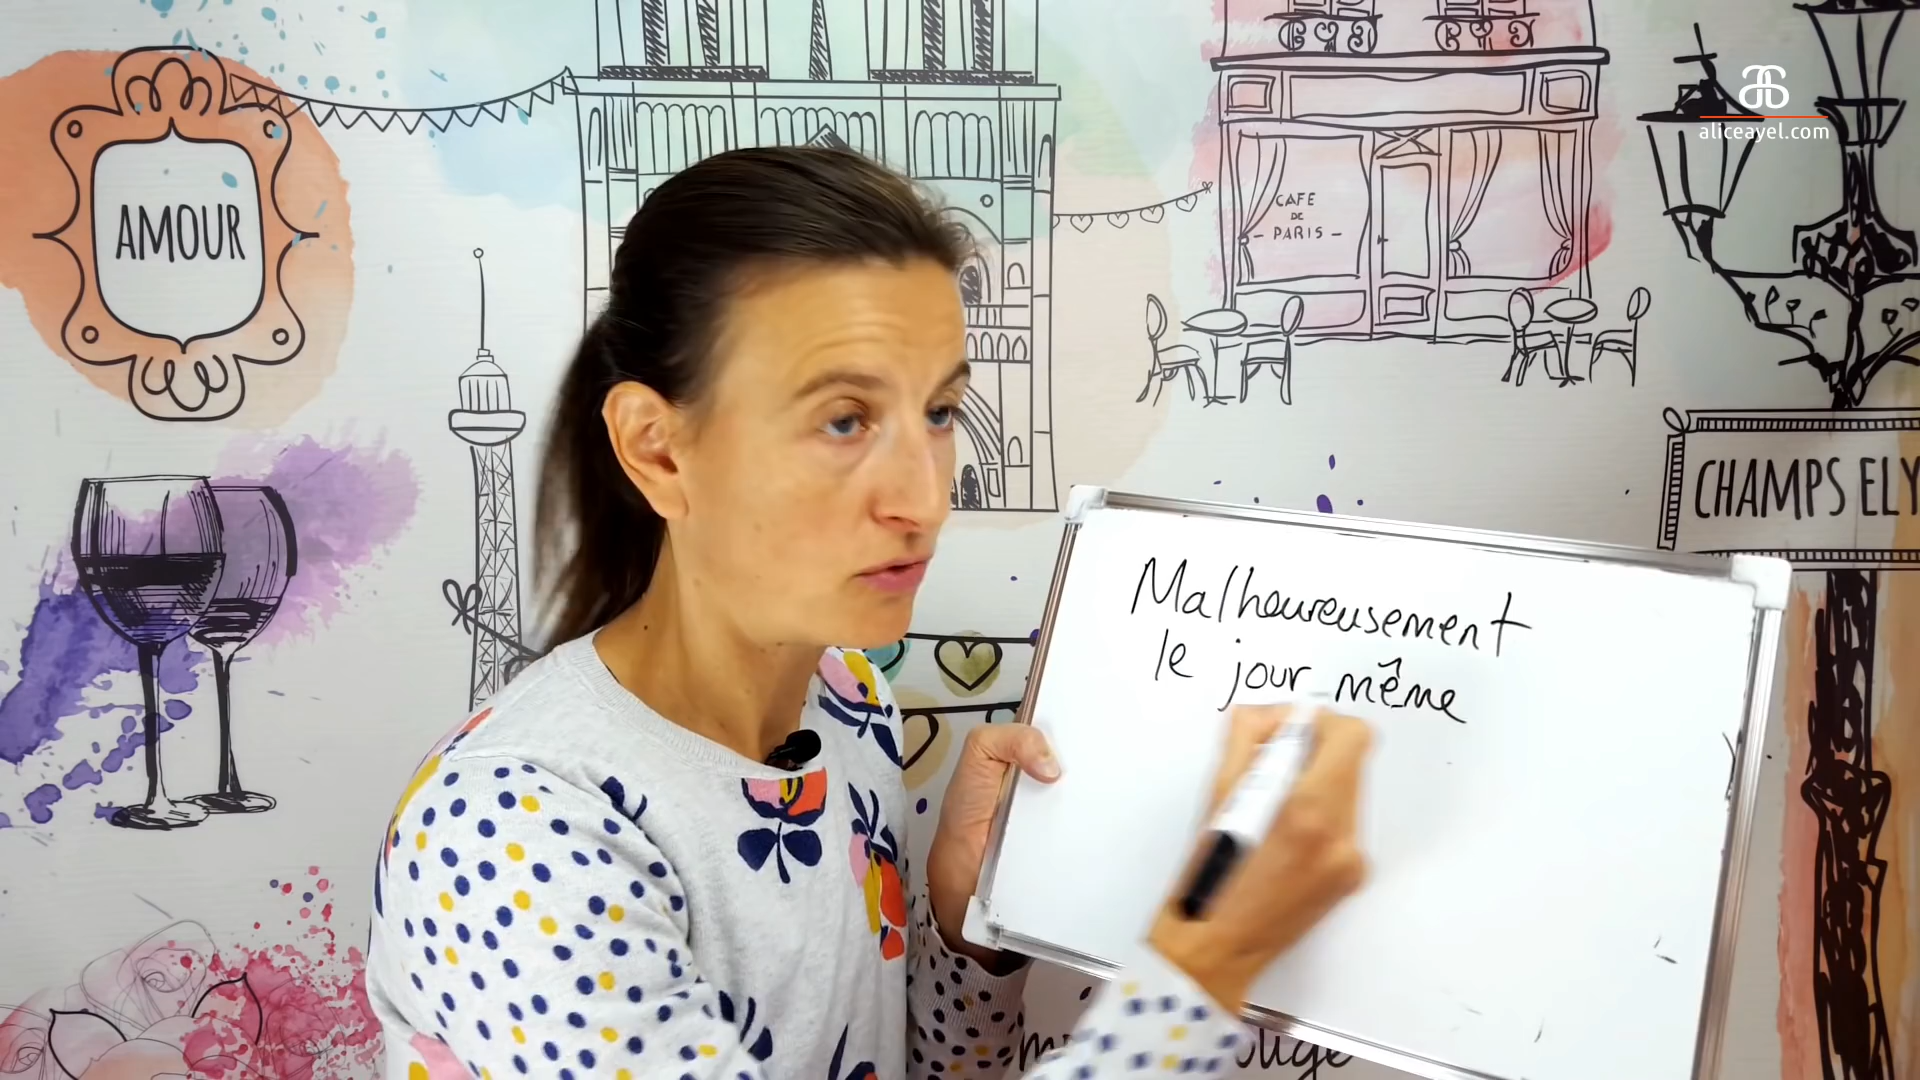 aliceayel.com
AMOUR
CAFE
DE
- PARIS -
CHAMPS ELY
Malheureusement
le jour même